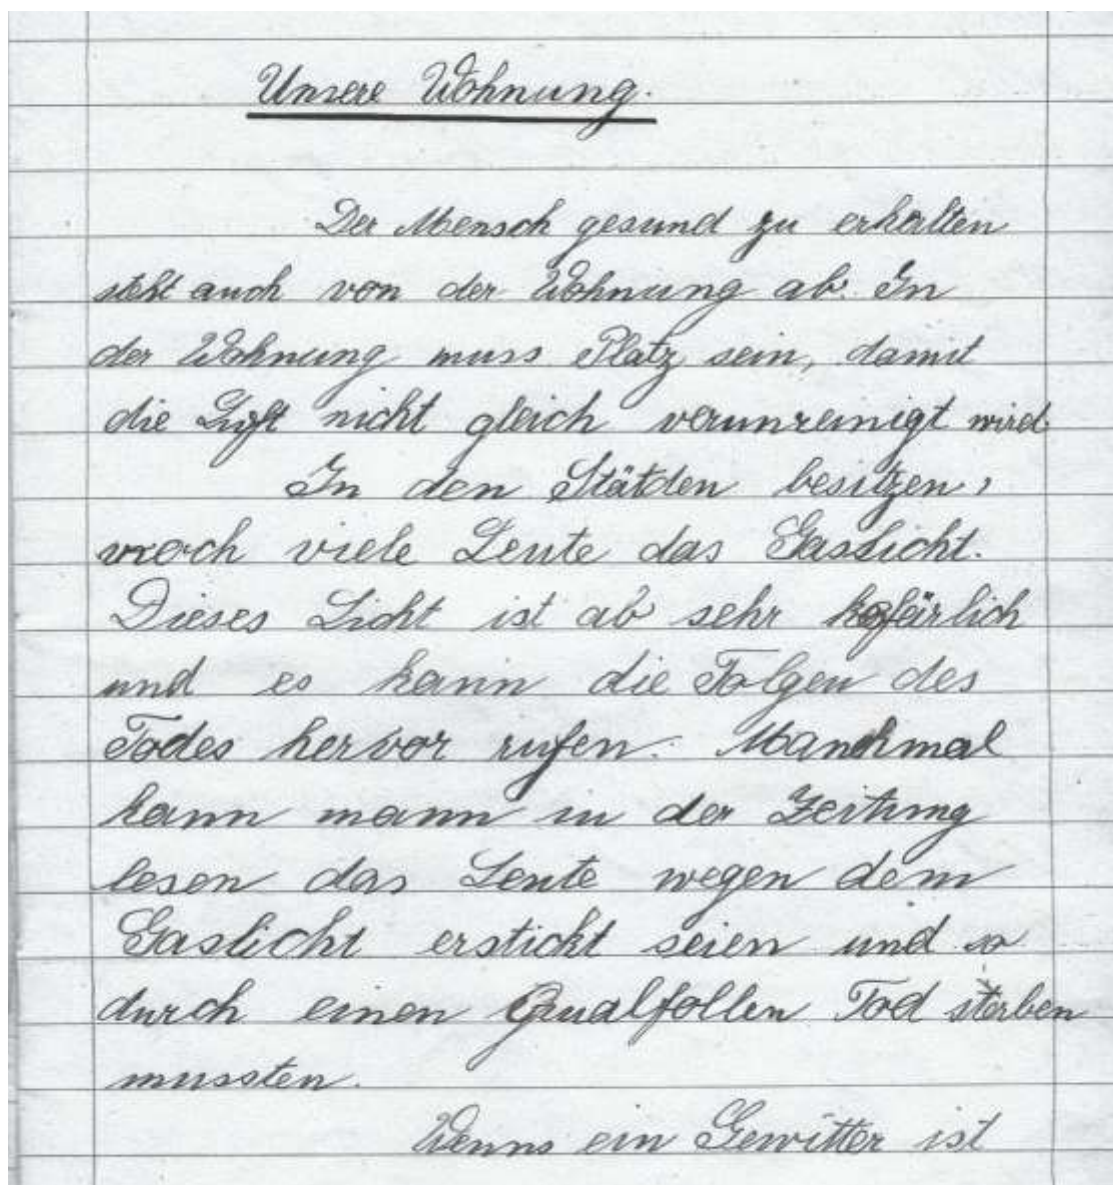 Unsere Wohnung.
Der Mensch gesund zu erhalten
steht auch von der Wohnung ab. In
der Wohnung muss Platz sein, damit
die Luft nicht gleich verunreinigt wird.
In den Stätden besitzen,
noch viele Leute das Gaslicht.
Dieses Licht ist ab sehr gefärlich
und es kann die Folgen des
Todes hervor rufen. Manchmal
kann mann in der Zeitung
lesen das Leute wegen dem
Gaslicht erstickt seien und so
durch einen Qualfollen Tod sterben
mussten.
Wenns ein Gewitter ist